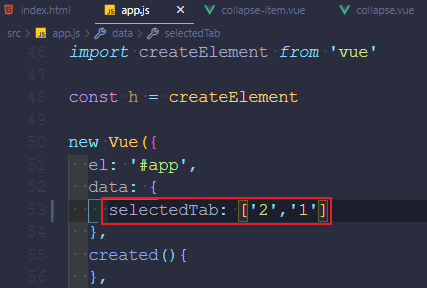 index.html app.js collapse-item.vue collapse.vue
src > app.js > data > selectedTab
46 import createElement from 'vue'
47
48 const h = createElement
49
50 new Vue({
51 el: '#app',
52 data: {
53 selectedTab: ['2','1']
54 },
55 created(){
56 },